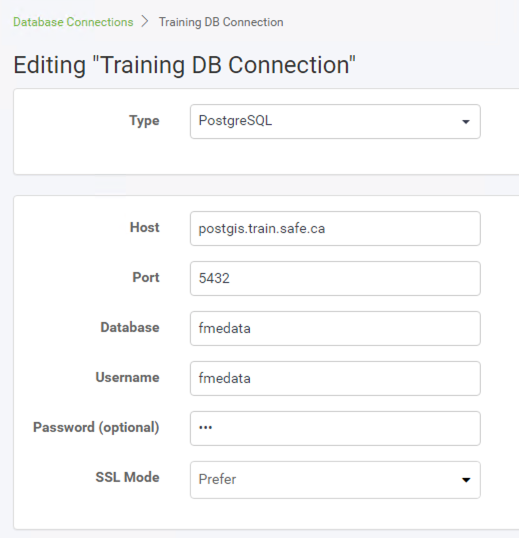 Database Connections > Training DB Connection
Editing "Training DB Connection"
Type PostgreSQL
Host postgis.train.safe.ca
Port 5432
Database fmedata
Username fmedata
Password (optional) •••
SSL Mode Prefer